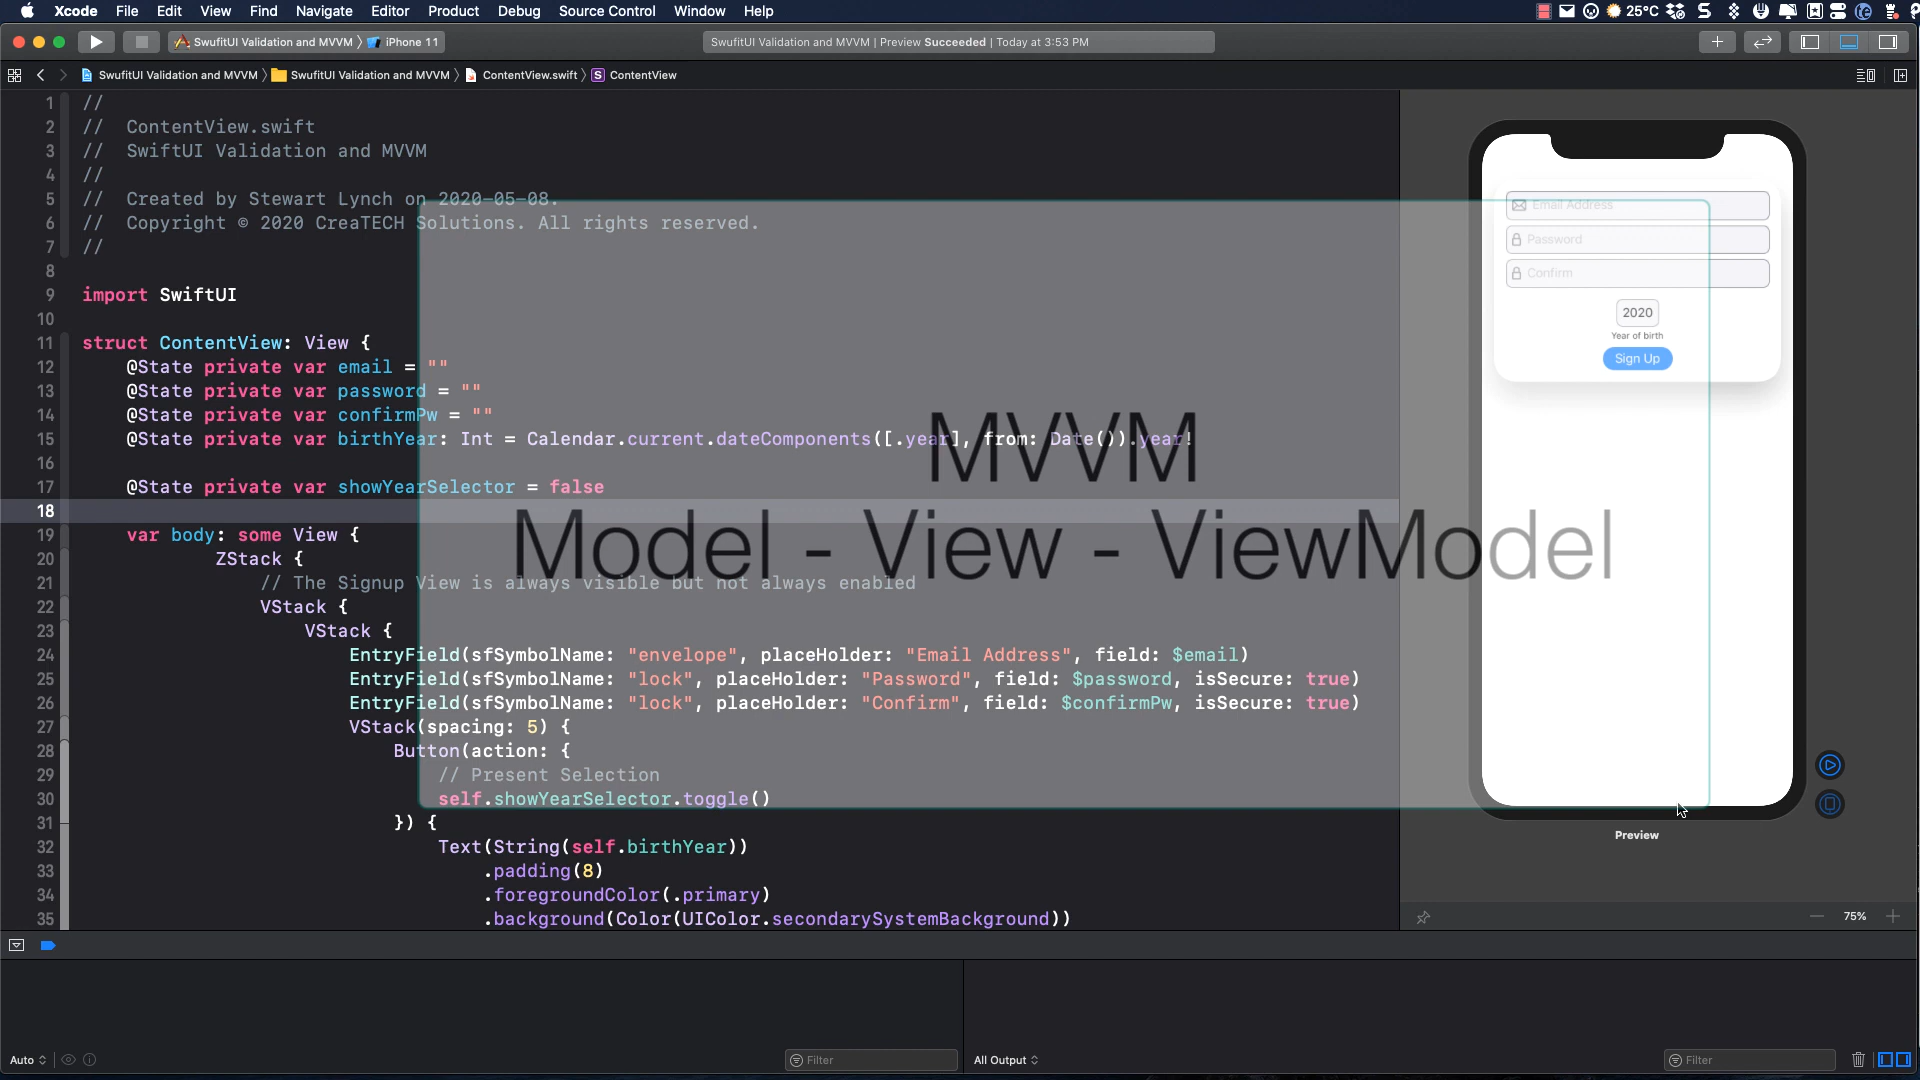 Xcode File Edit View Find Navigate Editor Product Debug Source Control Window Help 25°C
SwufitUI Validation and MVVM iPhone 11
SwufitUI Validation and MVVM | Preview Succeeded | Today at 3:53 PM
SwufitUI Validation and MVVM SwufitUI Validation and MVVM ContentView.swift S ContentView
1 //
2 // ContentView.swift
3 // SwiftUI Validation and MVVM
4 //
5 // Created by Stewart Lynch on 2020-05-08.
6 // Copyright © 2020 CreaTECH Solutions. All rights reserved.
7 //
8
9 import SwiftUI
10
11 struct ContentView: View {
12 @State private var email = ""
13 @State private var password = ""
14 @State private var confirmPw = ""
15 @State private var birthYear: Int = Calendar.current.dateComponents([.year], from: Date()).year!
16
17 @State private var showYearSelector = false
18
19 var body: some View {
20 ZStack {
21 // The Signup View is always visible but not always enabled
22 VStack {
23 VStack {
24 EntryField(sfSymbolName: "envelope", placeHolder: "Email Address", field: $email)
25 EntryField(sfSymbolName: "lock", placeHolder: "Password", field: $password, isSecure: true)
26 EntryField(sfSymbolName: "lock", placeHolder: "Confirm", field: $confirmPw, isSecure: true)
27 VStack(spacing: 5) {
28 Button(action: {
29 // Present Selection
30 self.showYearSelector.toggle()
31 }) {
32 Text(String(self.birthYear))
33 .padding(8)
34 .foregroundColor(.primary)
35 .background(Color(UIColor.secondarySystemBackground))
MVVM
Model - View - ViewModel
Email Address
Password
Confirm
2020
Year of birth
Sign Up
Preview
75%
Auto
Filter
All Output
Filter